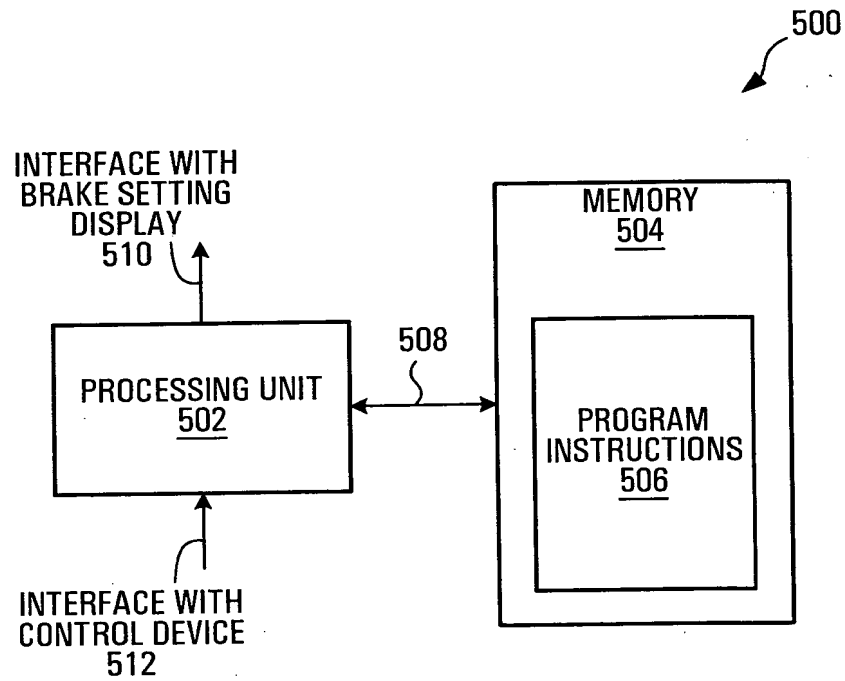 500
INTERFACE WITH
BRAKE SETTING
DISPLAY
510
MEMORY
504
508
PROCESSING UNIT
502
PROGRAM
INSTRUCTIONS
506
INTERFACE WITH
CONTROL DEVICE
512